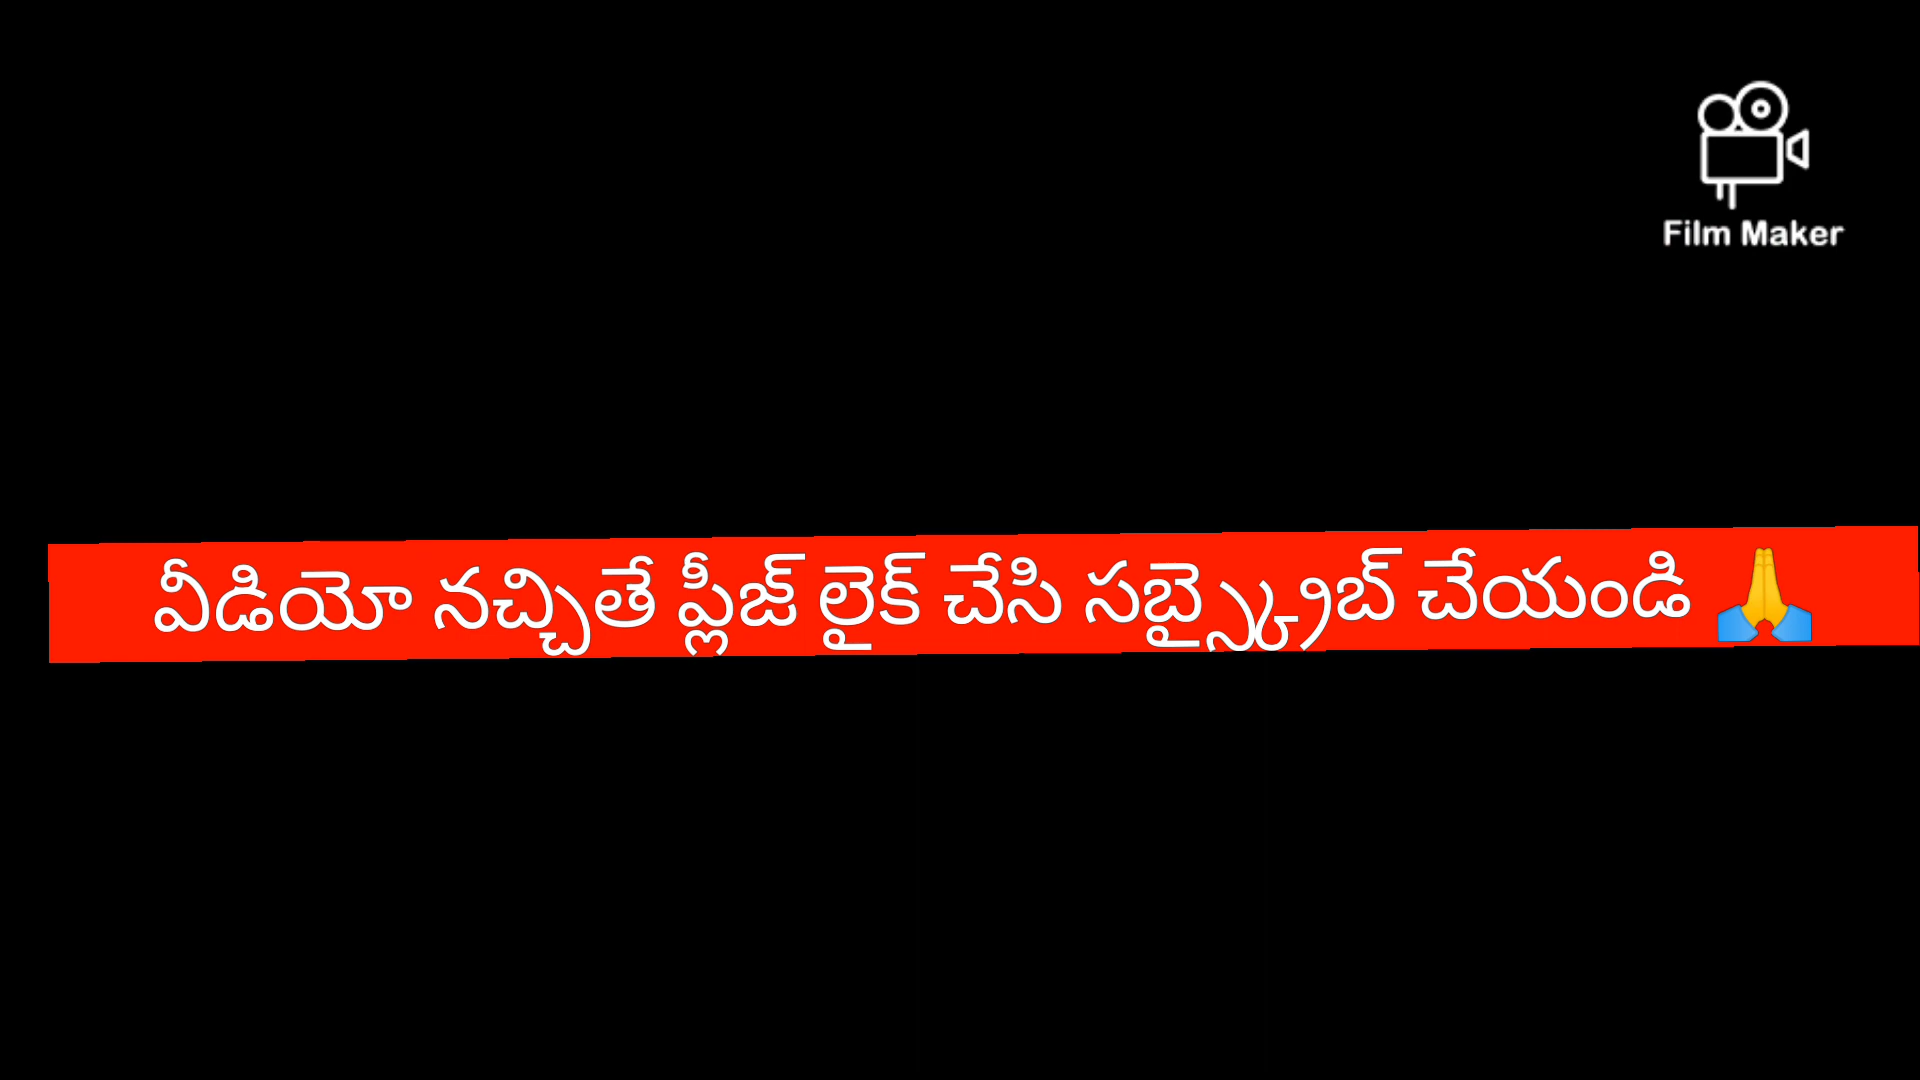 Film Maker
వీడియో నచ్చితే ప్లీజ్ లైక్ చేసి సబ్స్క్రైబ్ చేయండి 🙏